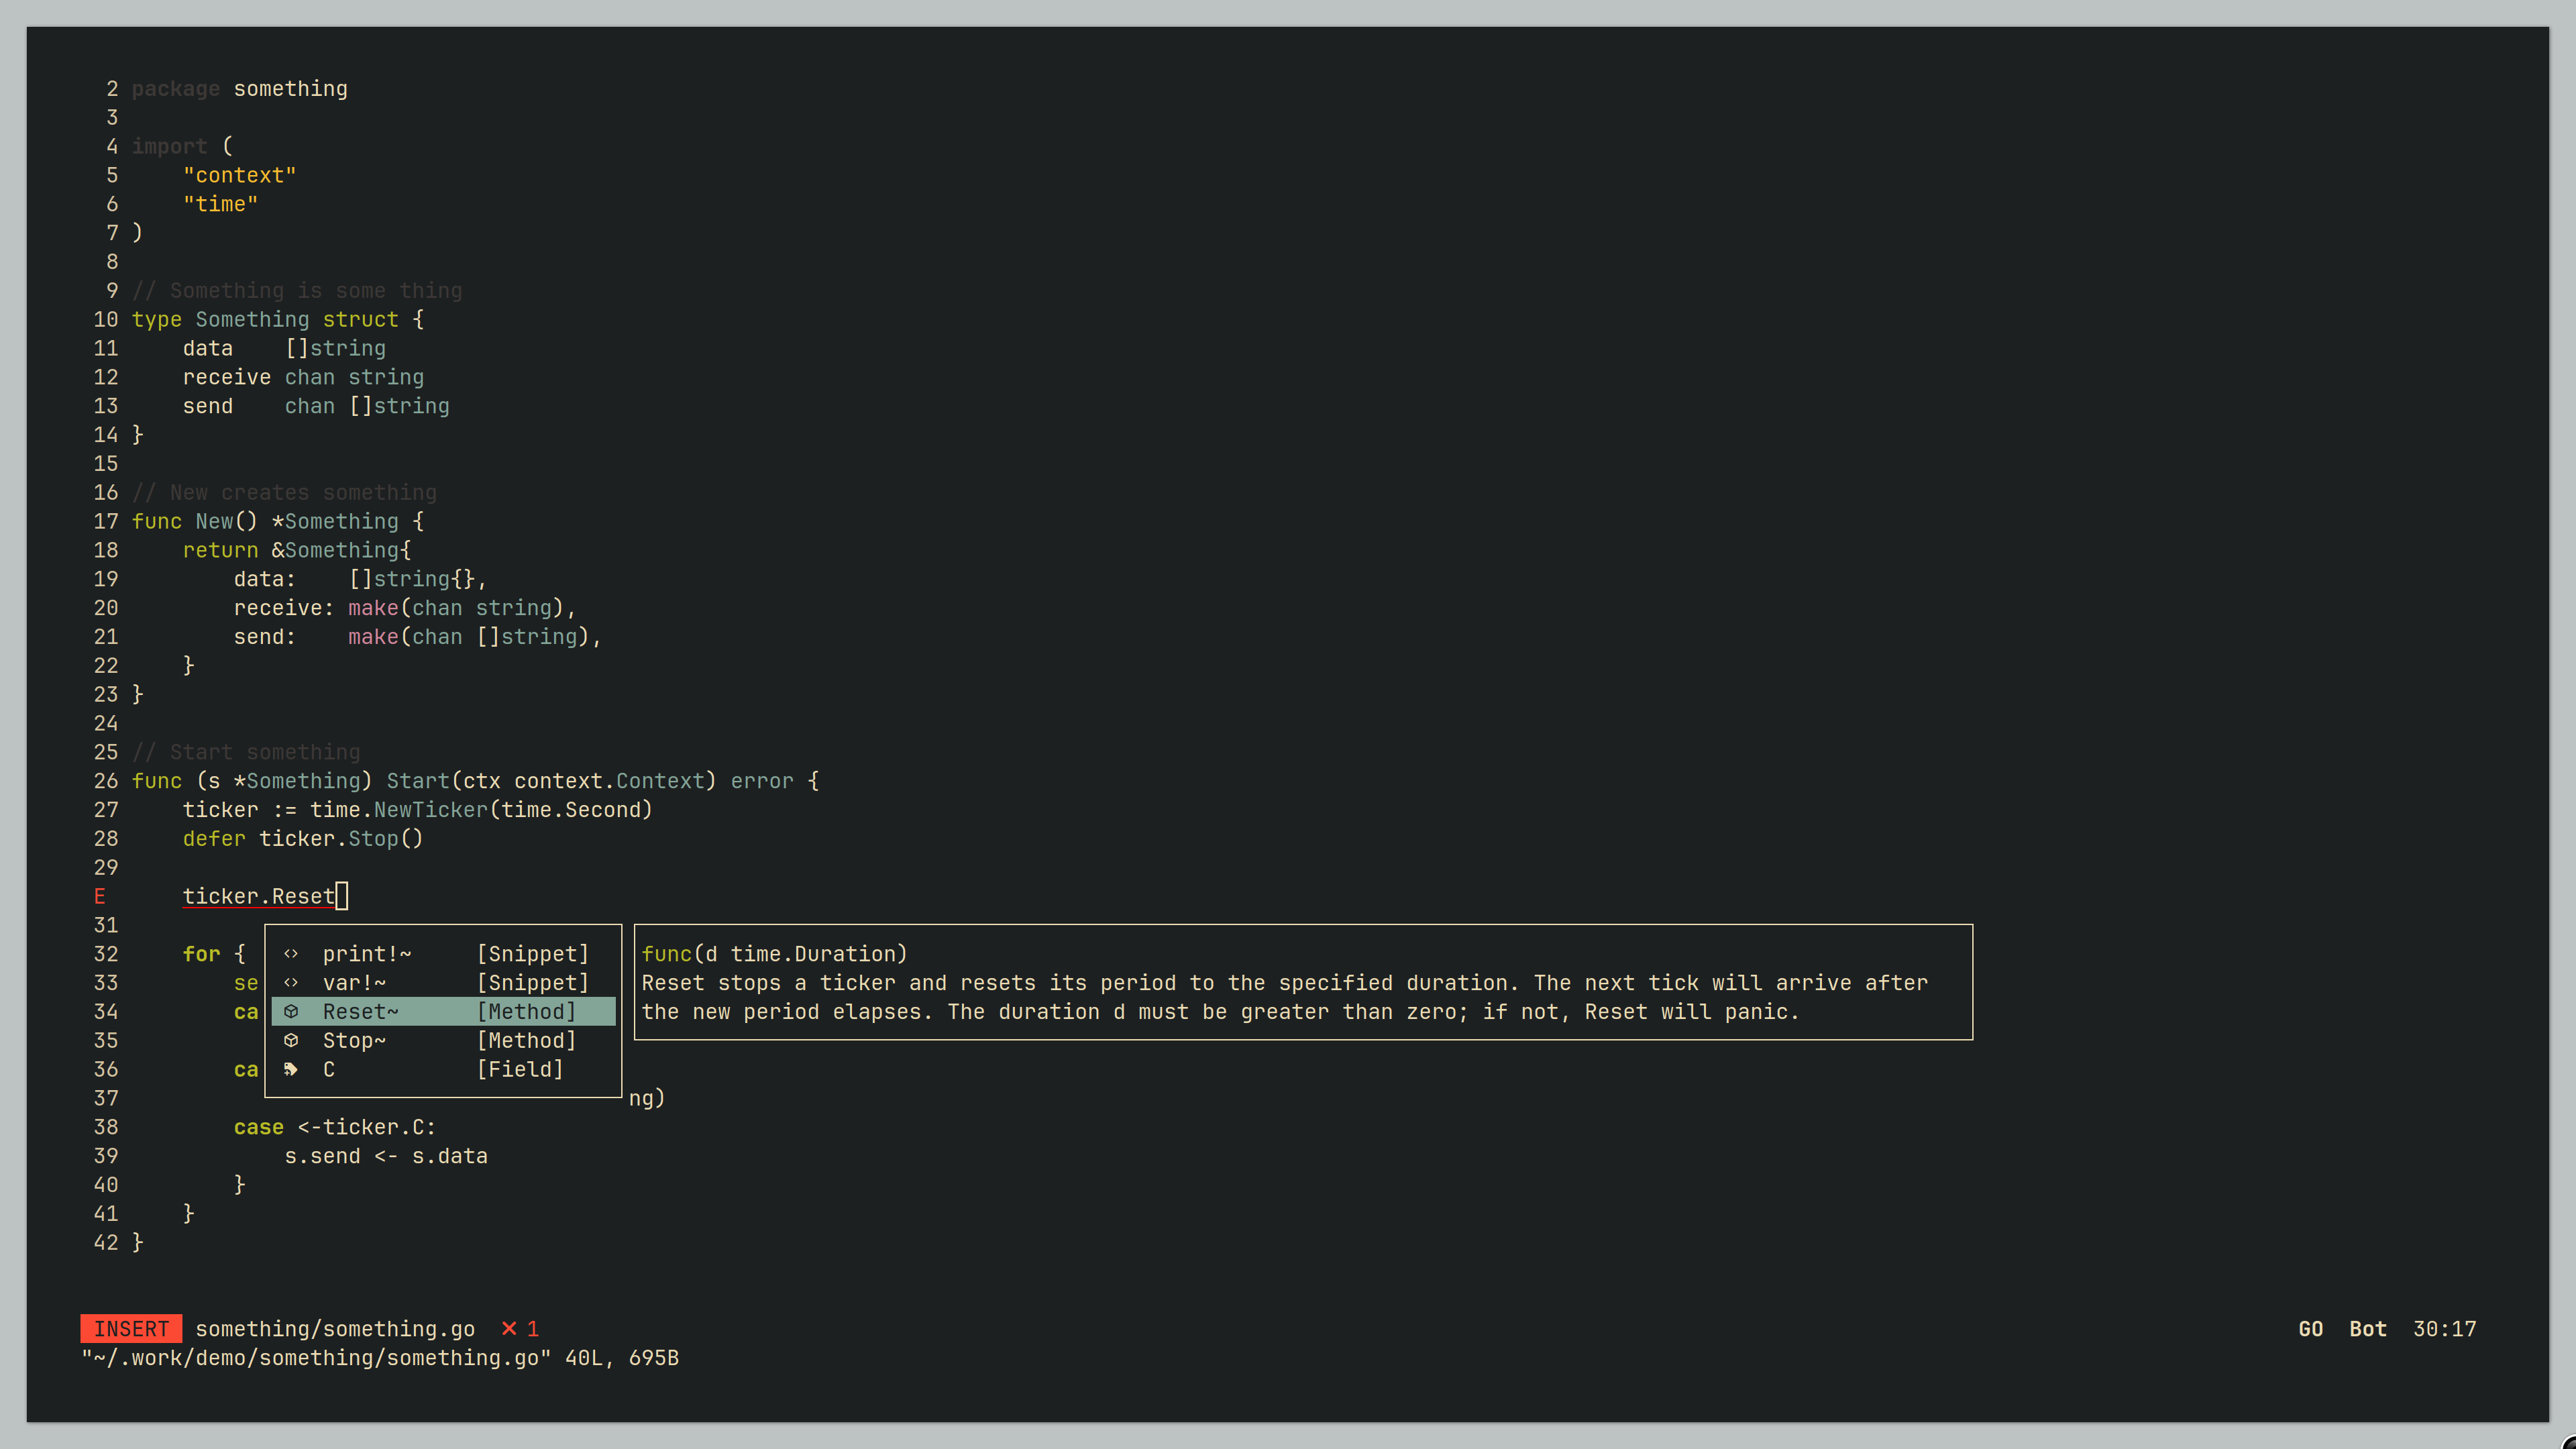 2 package something
3
4 import (
5     "context"
6     "time"
7 )
8
9 // Something is some thing
10 type Something struct {
11     data    []string
12     receive chan string
13     send    chan []string
14 }
15
16 // New creates something
17 func New() *Something {
18     return &Something{
19         data:    []string{},
20         receive: make(chan string),
21         send:    make(chan []string),
22     }
23 }
24
25 // Start something
26 func (s *Something) Start(ctx context.Context) error {
27     ticker := time.NewTicker(time.Second)
28     defer ticker.Stop()
29
E     ticker.Reset
31
32     for { <> print!~     [Snippet] func(d time.Duration)
33         se <> var!~       [Snippet] Reset stops a ticker and resets its period to the specified duration. The next tick will arrive after
34         ca Reset~      [Method] the new period elapses. The duration d must be greater than zero; if not, Reset will panic.
35         Stop~       [Method]
36         ca C           [Field]
37         ng)
38         case <-ticker.C:
39             s.send <- s.data
40         }
41     }
42 }
INSERT something/something.go  ✕ 1 GO Bot 30:17
"~/.work/demo/something/something.go" 40L, 695B